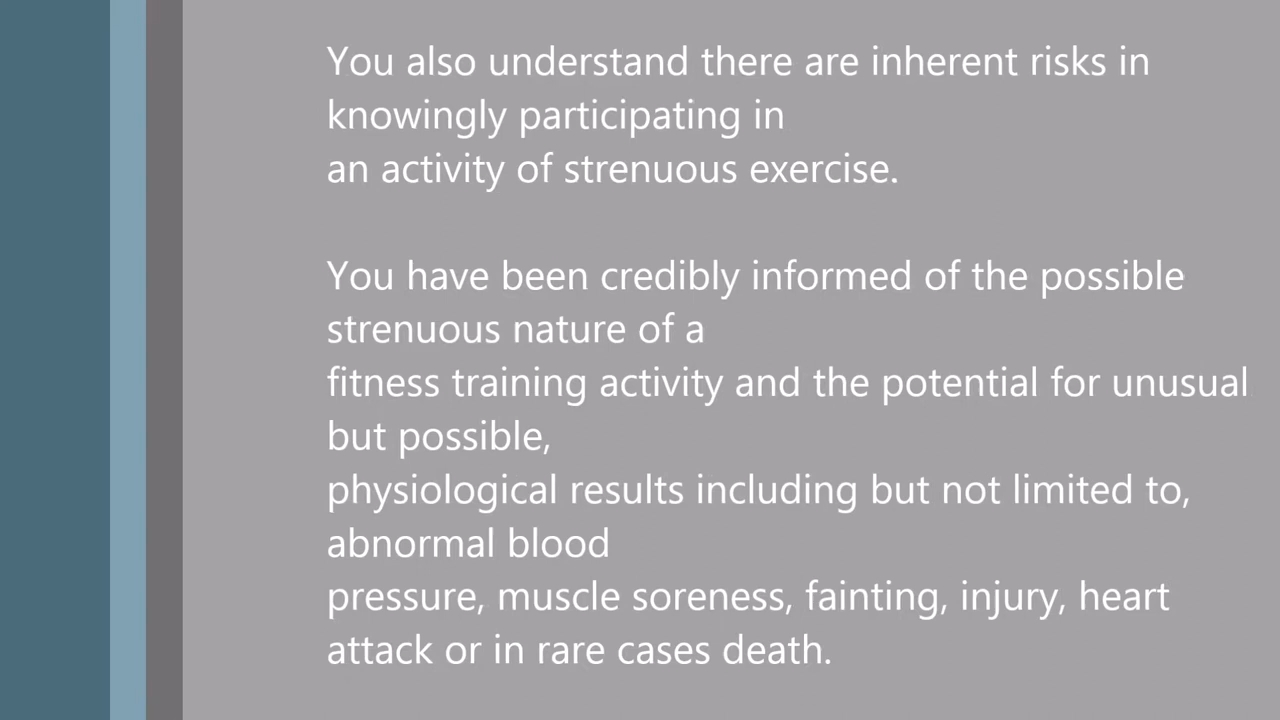 You also understand there are inherent risks in
knowingly participating in
an activity of strenuous exercise.
You have been credibly informed of the possible
strenuous nature of a
fitness training activity and the potential for unusual
but possible,
physiological results including but not limited to,
abnormal blood
pressure, muscle soreness, fainting, injury, heart
attack or in rare cases death.